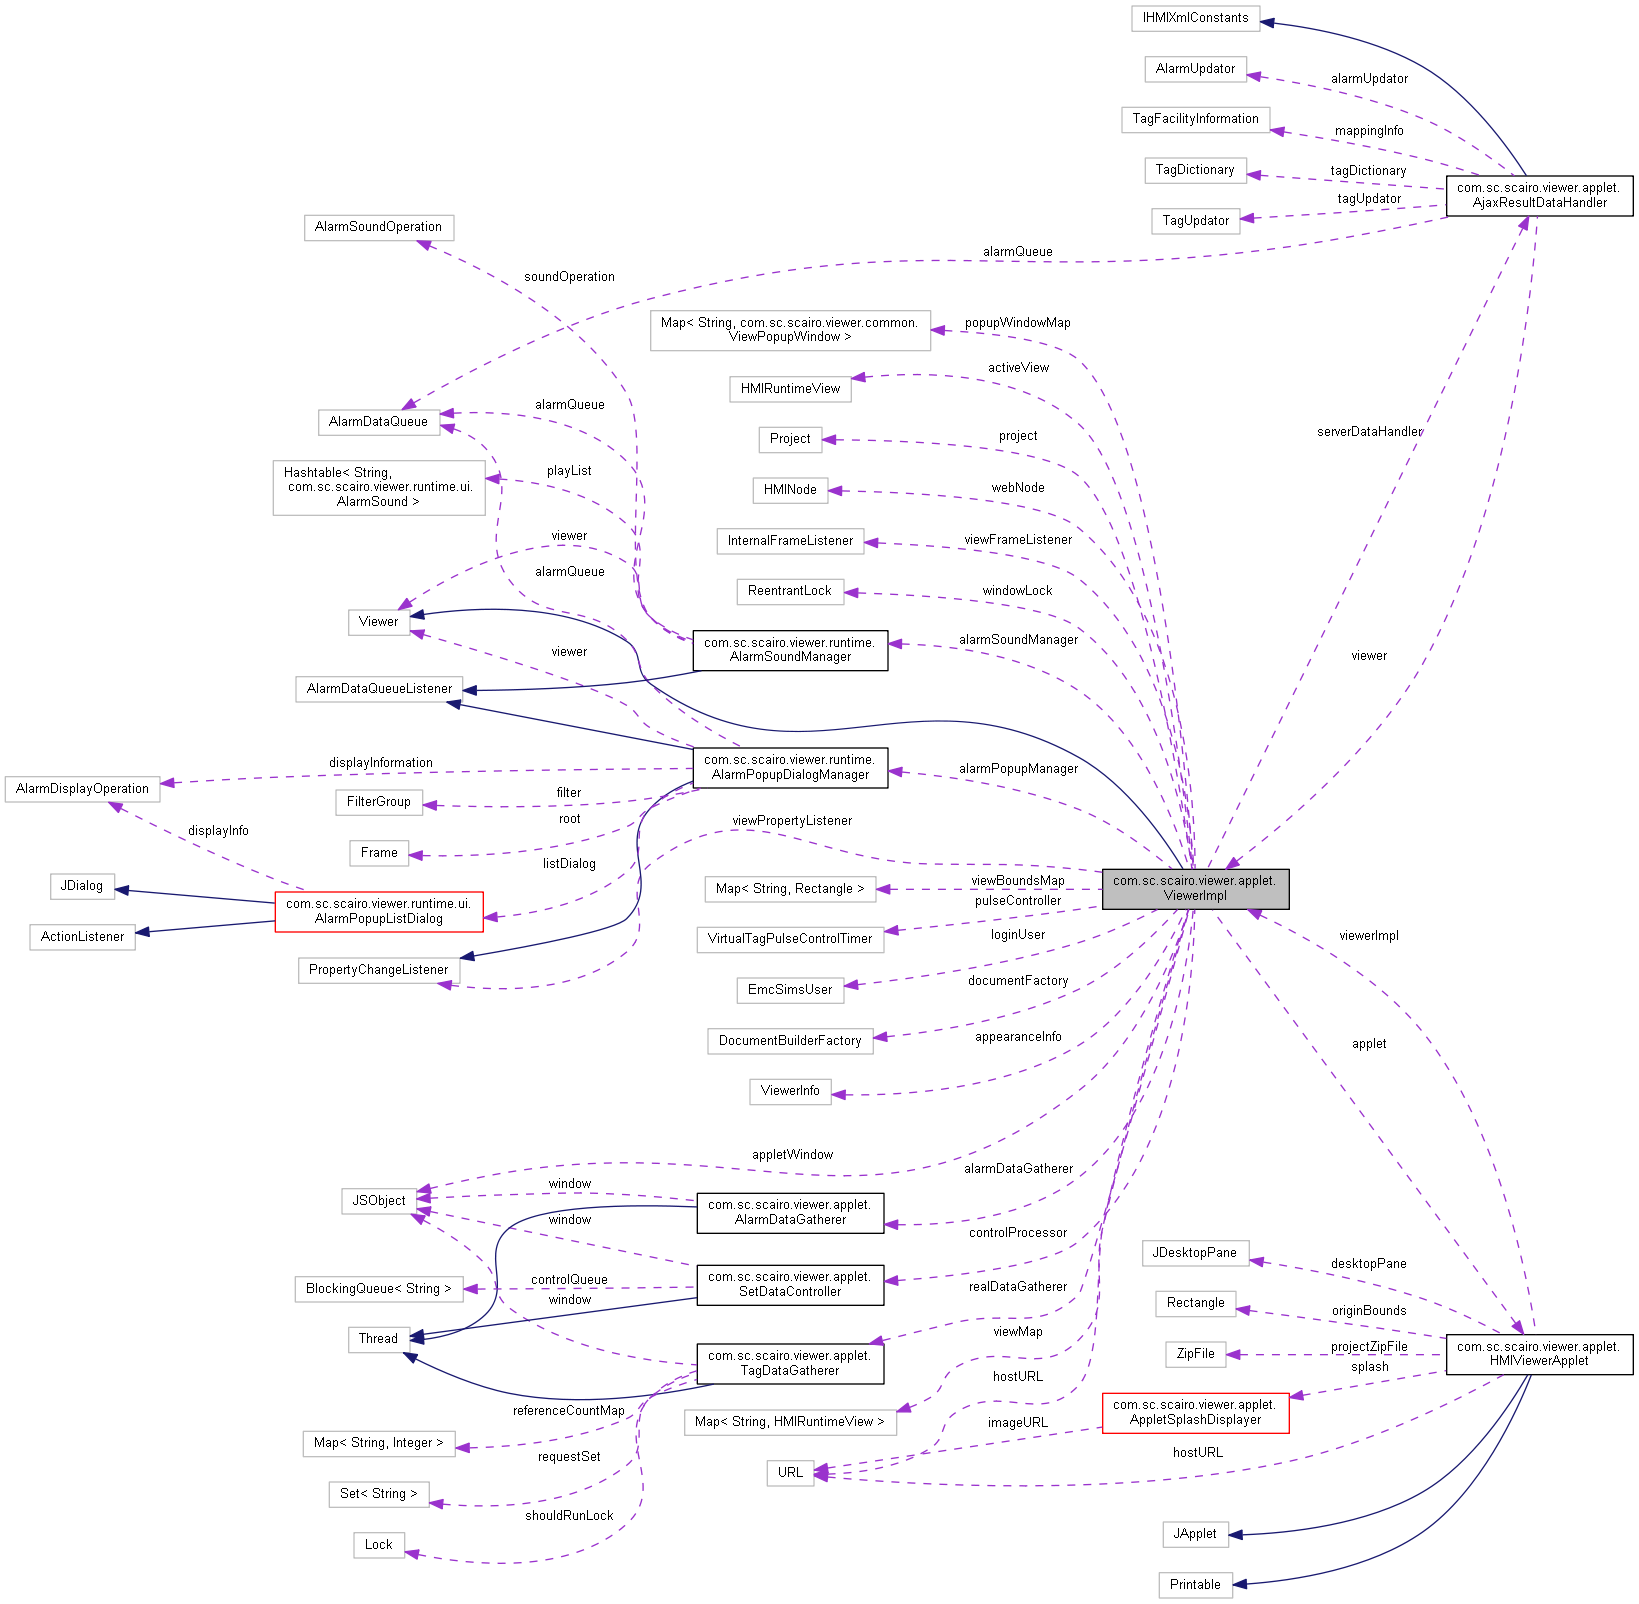 IHMIXmlConstants
AlarmUpdator
alarmUpdator
TagFacilityInformation
mappingInfo
TagDictionary
tagDictionary
com.sc.scairo.viewer.applet.
AjaxResultDataHandler
tagUpdator
TagUpdator
AlarmSoundOperation
alarmQueue
soundOperation
Map< String, com.sc.scairo.viewer.common.
ViewPopupWindow >
popupWindowMap
HMIRuntimeView
activeView
AlarmDataQueue
alarmQueue
Project
project
serverDataHandler
Hashtable< String,
com.sc.scairo.viewer.runtime.ui.
AlarmSound >
playList
HMINode
webNode
viewer
InternalFrameListener
viewFrameListener
alarmQueue
ReentrantLock
windowLock
Viewer
com.sc.scairo.viewer.runtime.
AlarmSoundManager
alarmSoundManager
viewer
viewer
AlarmDataQueueListener
com.sc.scairo.viewer.runtime.
AlarmPopupDialogManager
alarmPopupManager
displayInformation
AlarmDisplayOperation
FilterGroup
filter
root
viewPropertyListener
displayInfo
Frame
listDialog
JDialog
com.sc.scairo.viewer.runtime.ui.
AlarmPopupListDialog
Map< String, Rectangle >
viewBoundsMap
com.sc.scairo.viewer.applet.
ViewerImpl
pulseController
ActionListener
VirtualTagPulseControlTimer
loginUser
viewerImpl
PropertyChangeListener
EmcSimsUser
documentFactory
DocumentBuilderFactory
appearanceInfo
applet
ViewerInfo
appletWindow
JSObject
window
com.sc.scairo.viewer.applet.
AlarmDataGatherer
alarmDataGatherer
window
controlProcessor
JDesktopPane
desktopPane
BlockingQueue< String >
controlQueue
com.sc.scairo.viewer.applet.
SetDataController
realDataGatherer
window
Rectangle
originBounds
Thread
viewMap
com.sc.scairo.viewer.applet.
TagDataGatherer
ZipFile
projectZipFile
com.sc.scairo.viewer.applet.
HMIViewerApplet
splash
hostURL
referenceCountMap
Map< String, HMIRuntimeView >
imageURL
com.sc.scairo.viewer.applet.
AppletSplashDisplayer
Map< String, Integer >
requestSet
URL
hostURL
Set< String >
shouldRunLock
Lock
JApplet
Printable